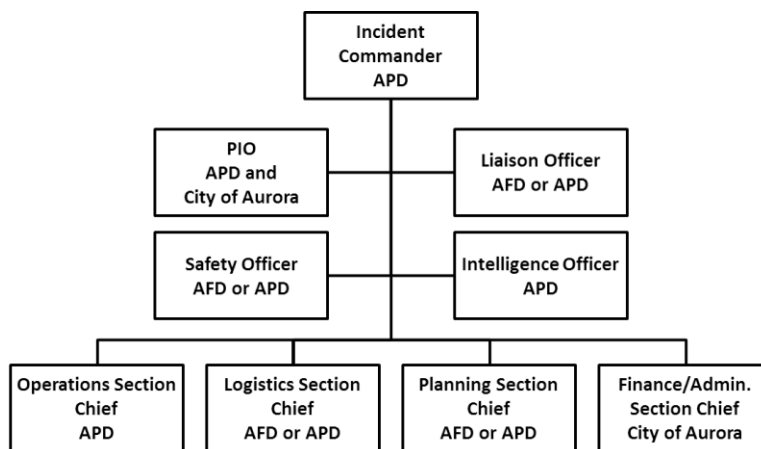 Incident
Commander
APD
PIO
APD and
City of Aurora
Liaison Officer
AFD or APD
Safety Officer
AFD or APD
Intelligence Officer
APD
Operations Section
Chief
APD
Logistics Section
Chief
AFD or APD
Planning Section
Chief
AFD or APD
Finance/Admin.
Section Chief
City of Aurora